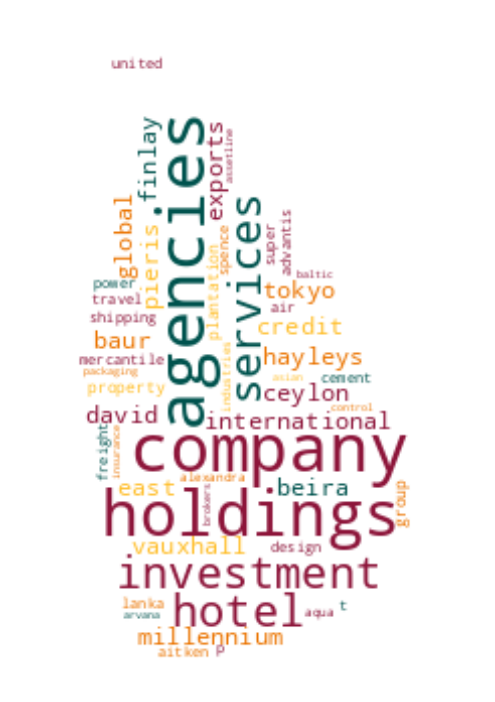 united
agencies
finlay
exports
assetline
services
global
pieris
spence
plantation
super
advantis
baltic
power
tokyo
travel
air
shipping
credit
baur
hayleys
mercantile
industries
packaging
asian
cement
property
ceylon
control
david
international
company
freight
insurance
alexandra
east
brokers
beira
group
holdings
vauxhall
design
investment
lanka
hotel
aqua
t
arvana
millennium
aitken
p